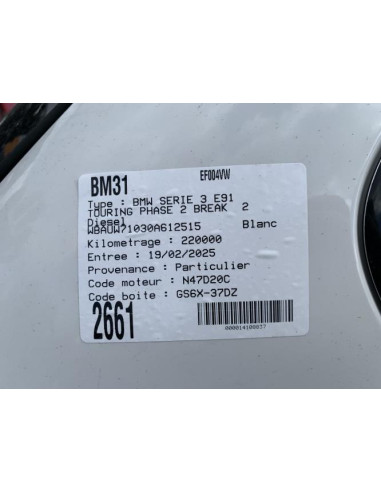 BM31 EF004VW
Type : BMW SERIE 3 E91
TOURING PHASE 2 BREAK 2
Diesel
WBAUW71030A612515 Blanc
Kilometrage : 220000
Entree : 19/02/2025
Provenance : Particulier
Code moteur : N47D20C
Code boite : GS6X-37DZ
2661
000014100037